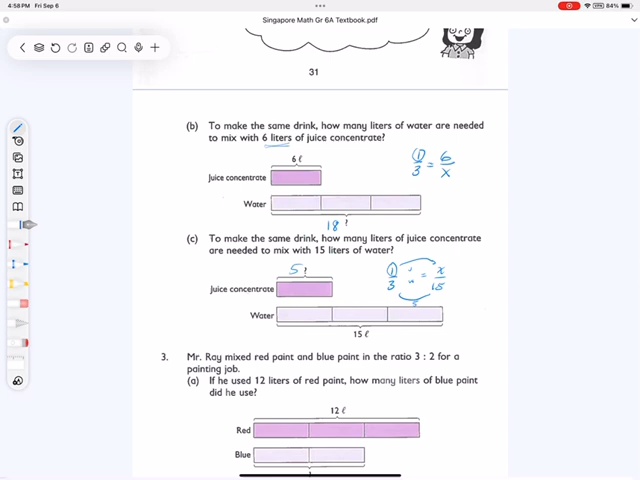 4:58 PM Fri Sep 6
84%
Singapore Math Gr 6A Textbook.pdf
31
(b) To make the same drink, how many liters of water are needed
to mix with 6 liters of juice concentrate?
6 ℓ
Juice concentrate
Water
18 ?
1/3 = 6/x
(c) To make the same drink, how many liters of juice concentrate
are needed to mix with 15 liters of water?
5 ?
Juice concentrate
Water
15 ℓ
1/3 = x/15
5
3. Mr. Ray mixed red paint and blue paint in the ratio 3 : 2 for a
painting job.
(a) If he used 12 liters of red paint, how many liters of blue paint
did he use?
12 ℓ
Red
Blue